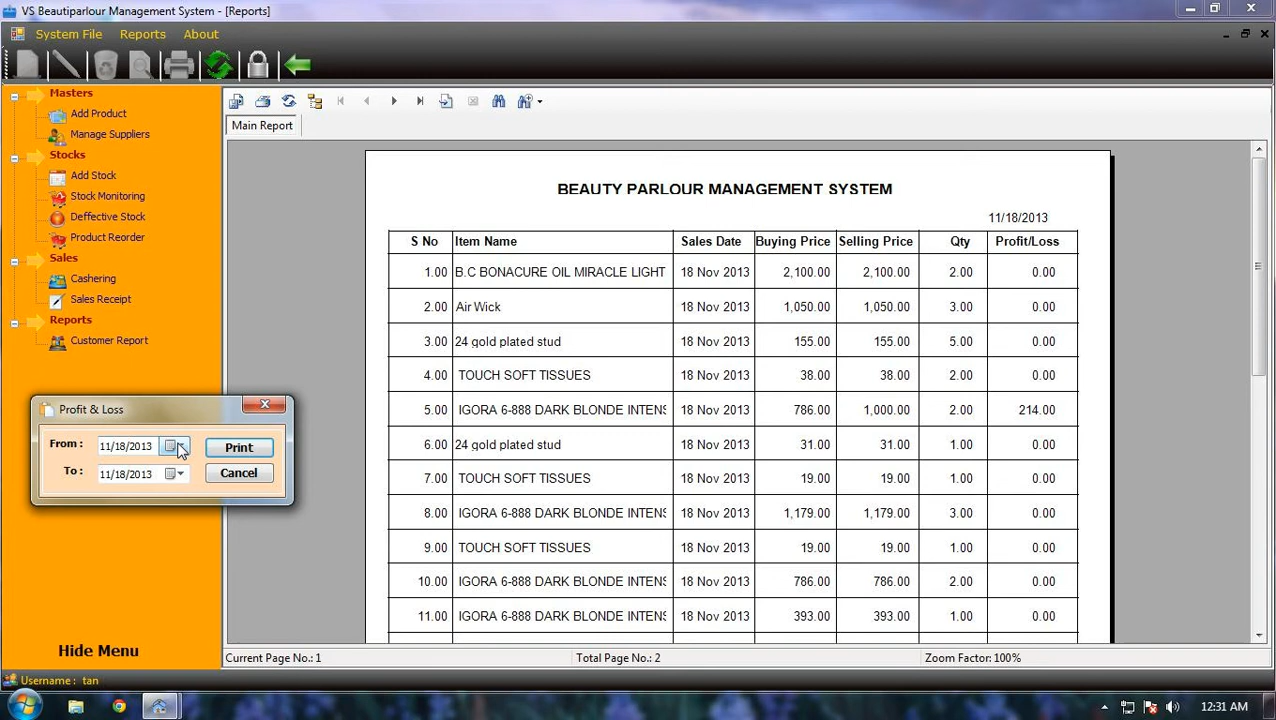 VS Beautiparlour Management System - [Reports]
System File Reports About
Masters
Add Product
Manage Suppliers
Stocks
Add Stock
Stock Monitoring
Deffective Stock
Product Reorder
Sales
Cashering
Sales Receipt
Reports
Customer Report
Profit & Loss
From : 11/18/2013 Print
To : 11/18/2013 Cancel
Hide Menu
Main Report
BEAUTY PARLOUR MANAGEMENT SYSTEM
11/18/2013
S No Item Name Sales Date Buying Price Selling Price Qty Profit/Loss
1.00 B.C BONACURE OIL MIRACLE LIGHT 18 Nov 2013 2,100.00 2,100.00 2.00 0.00
2.00 Air Wick 18 Nov 2013 1,050.00 1,050.00 3.00 0.00
3.00 24 gold plated stud 18 Nov 2013 155.00 155.00 5.00 0.00
4.00 TOUCH SOFT TISSUES 18 Nov 2013 38.00 38.00 2.00 0.00
5.00 IGORA 6-888 DARK BLONDE INTENS 18 Nov 2013 786.00 1,000.00 2.00 214.00
6.00 24 gold plated stud 18 Nov 2013 31.00 31.00 1.00 0.00
7.00 TOUCH SOFT TISSUES 18 Nov 2013 19.00 19.00 1.00 0.00
8.00 IGORA 6-888 DARK BLONDE INTENS 18 Nov 2013 1,179.00 1,179.00 3.00 0.00
9.00 TOUCH SOFT TISSUES 18 Nov 2013 19.00 19.00 1.00 0.00
10.00 IGORA 6-888 DARK BLONDE INTENS 18 Nov 2013 786.00 786.00 2.00 0.00
11.00 IGORA 6-888 DARK BLONDE INTENS 18 Nov 2013 393.00 393.00 1.00 0.00
Current Page No.: 1 Total Page No.: 2 Zoom Factor: 100%
Username : tan
12:31 AM